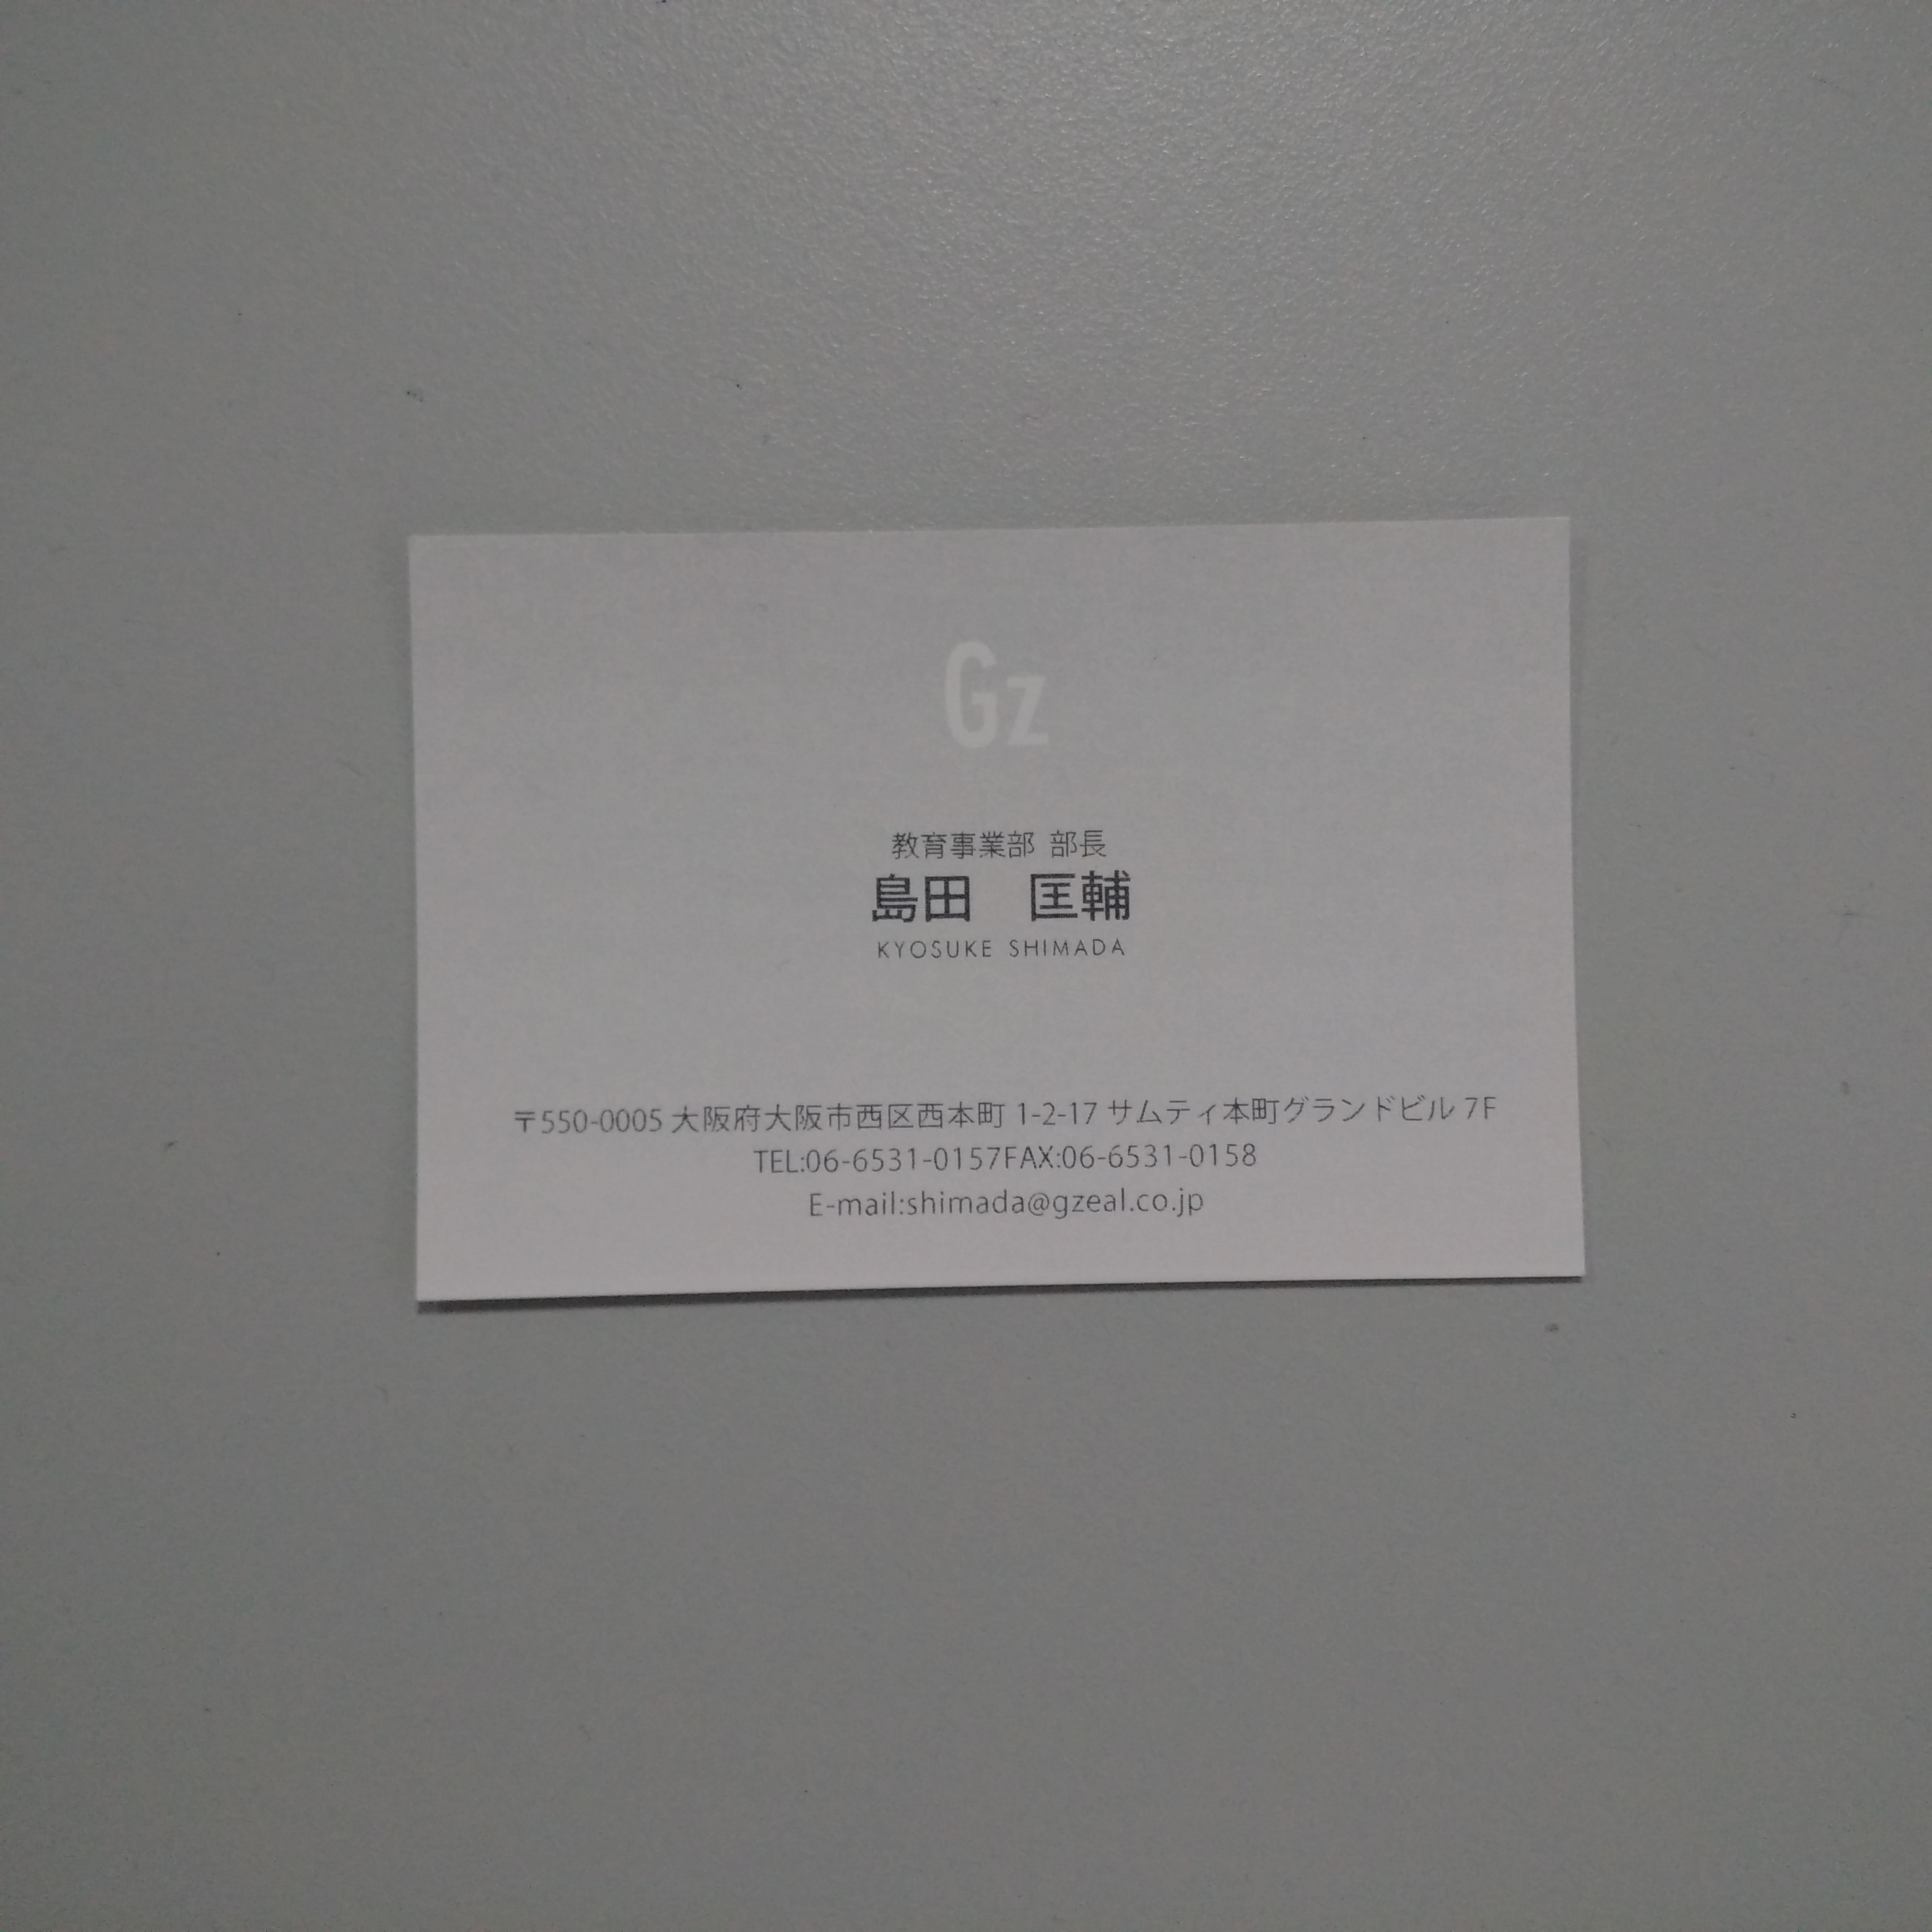 Gz
教育事業部 部長
島田 匡輔
KYOSUKE SHIMADA
〒550-0005 大阪府大阪市西区西本町 1-2-17 サムティ本町グランドビル 7F
TEL:06-6531-0157FAX:06-6531-0158
E-mail:shimada@gzeal.co.jp